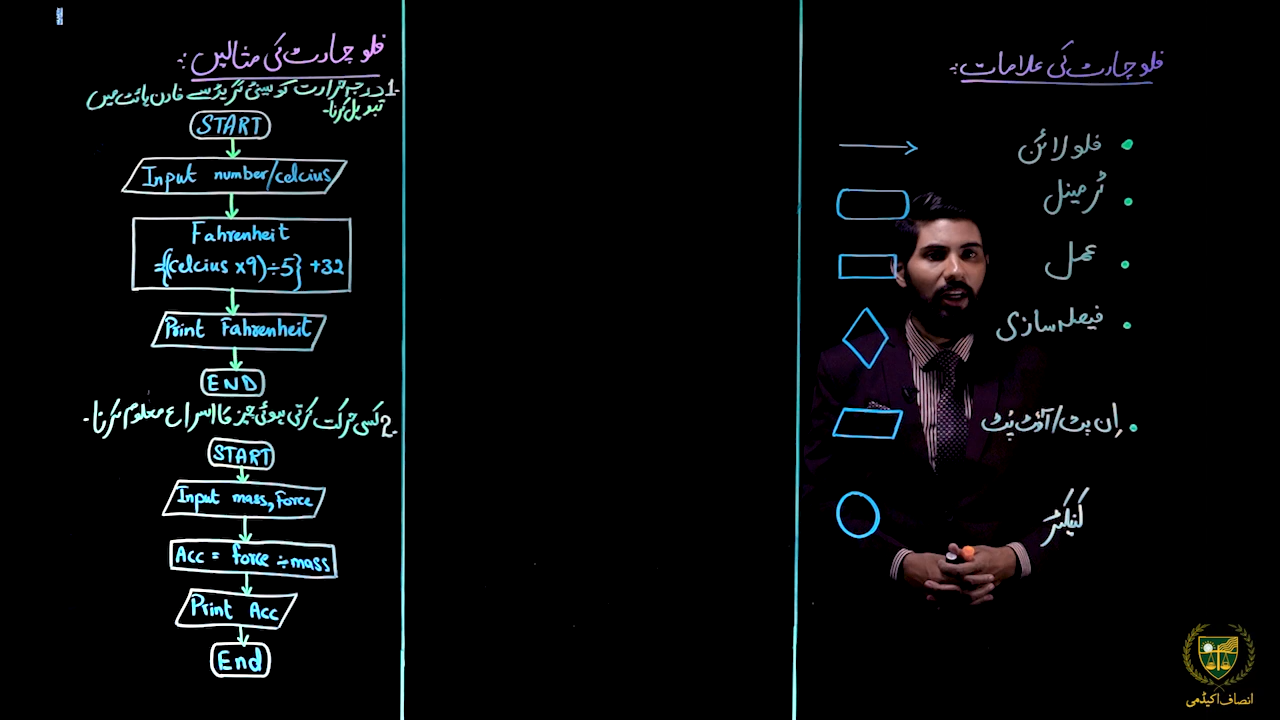 فلو چارٹ کی علامات:
فلو لائن
ٹرمینل
عمل
فیصلہ سازی
اِن پٹ/آؤٹ پُٹ
کنیکٹر
فلو چارٹ کی مثالیں:
1- درجہ حرارت کو سینٹی گریڈ سے فارن ہائٹ میں
تبدیل کرنا-
START
Input number/celcius
Fahrenheit
={(celcius x9)÷5} +32
Print Fahrenheit
END
2- کسی حرکت کرتی ہوئی چیز کا اسراع معلوم کرنا-
START
Input mass, Force
Acc = force ÷mass
Print Acc
End
انصاف اکیڈمی